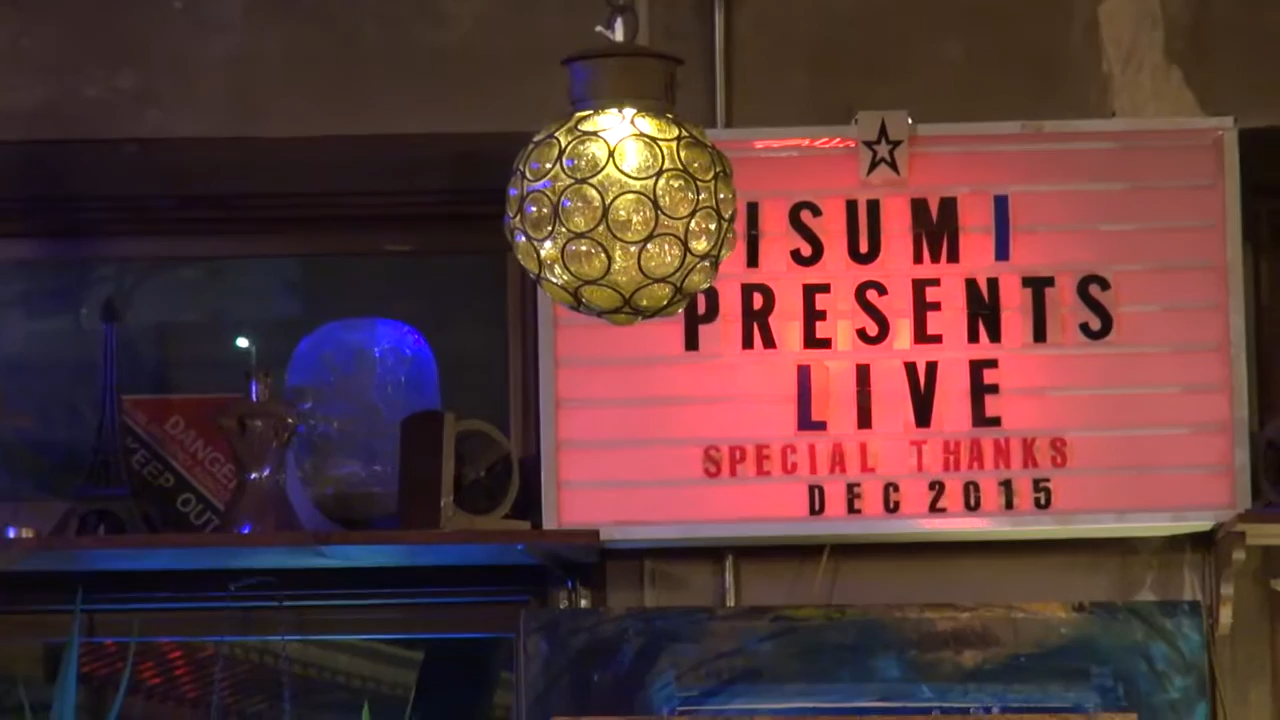 ISUMI
PRESENTS
LIVE
SPECIAL THANKS
DEC 2015
DANGER
KEEP OUT